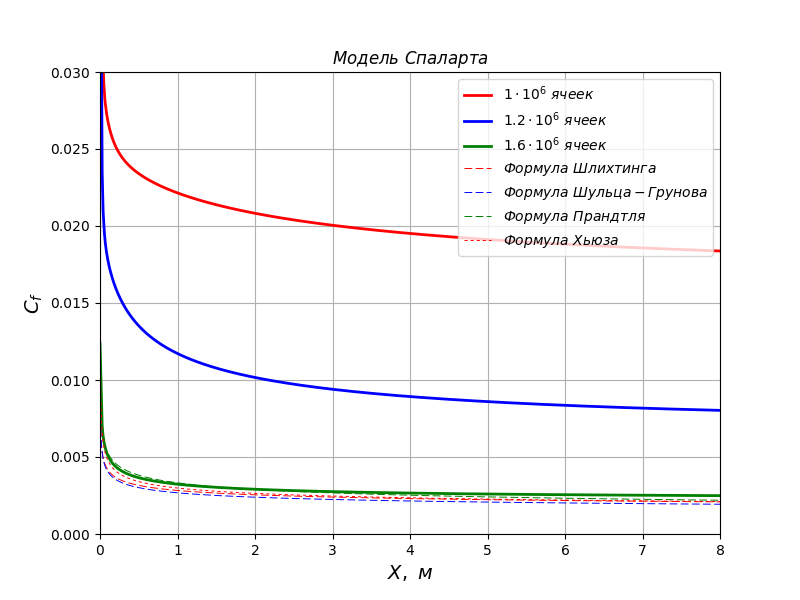 Модель Спаларта
0.030
0.025
0.020
0.015
0.010
0.005
0.000
C_f
1·10⁶ ячеек
1.2·10⁶ ячеек
1.6·10⁶ ячеек
Формула Шлихтинга
Формула Шульца−Грунова
Формула Прандтля
Формула Хьюза
0 1 2 3 4 5 6 7 8
X, м